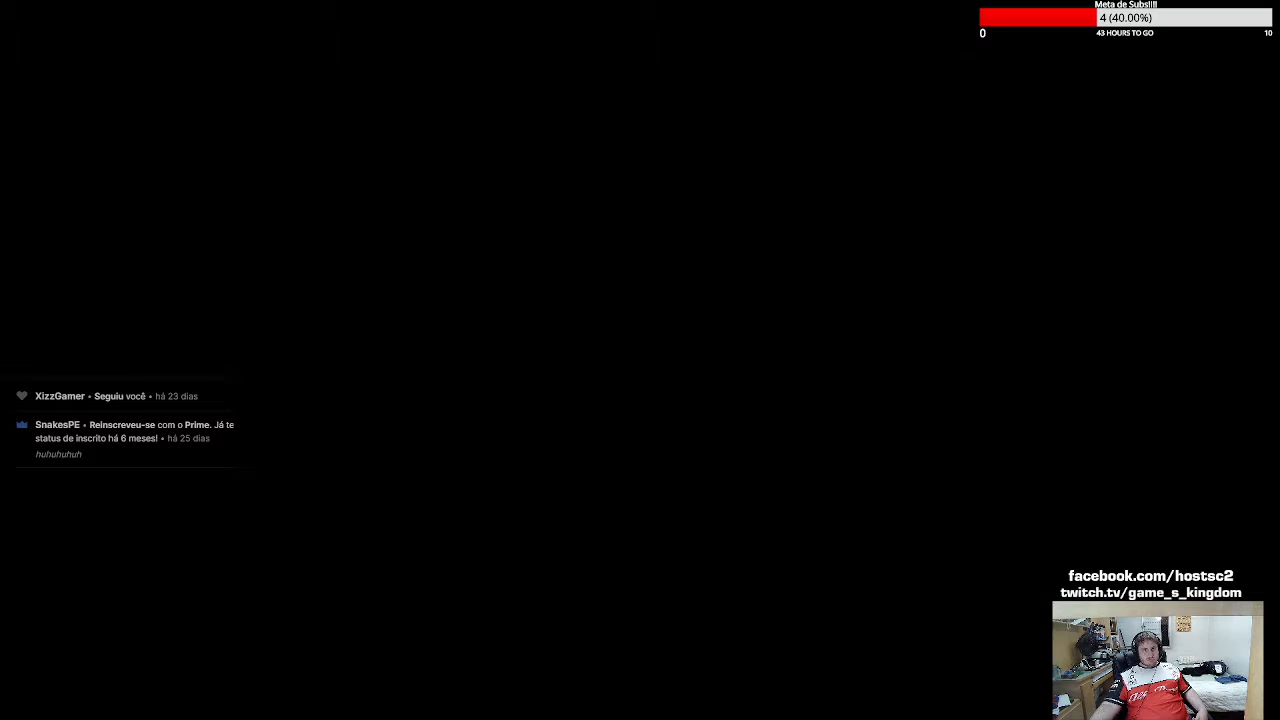 Meta de Subs!!!!
4 (40.00%)
0
43 HOURS TO GO
10
XizzGamer • Seguiu você • há 23 dias
SnakesPE • Reinscreveu-se com o Prime. Já te
status de inscrito há 6 meses! • há 25 dias
huhuhuhuh
facebook.com/hostsc2
twitch.tv/game_s_kingdom